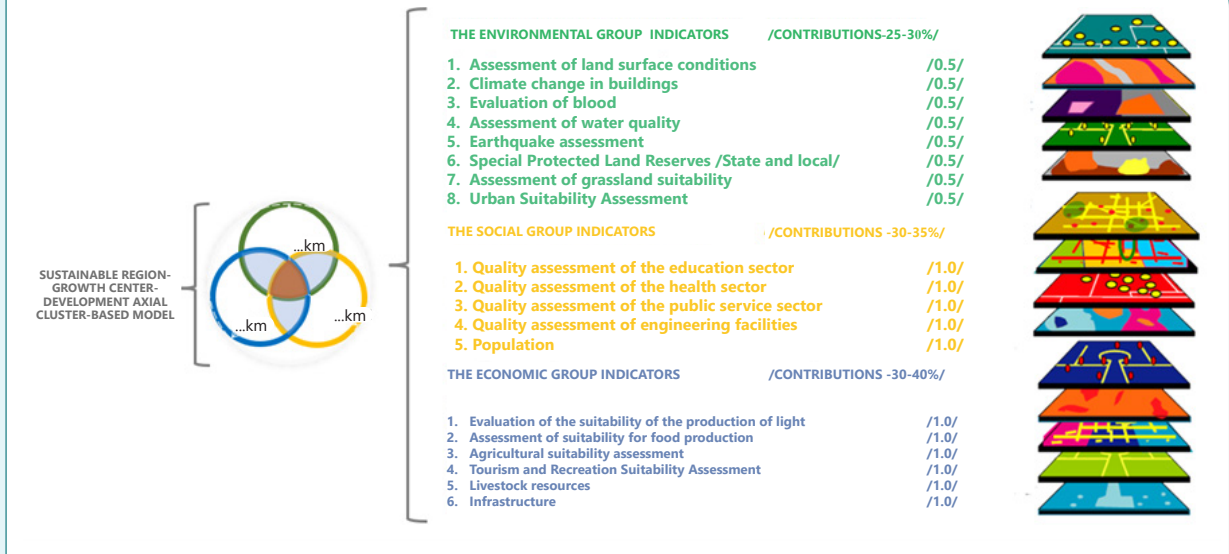 THE ENVIRONMENTAL GROUP INDICATORS /CONTRIBUTIONS-25-30%/
1. Assessment of land surface conditions /0.5/
2. Climate change in buildings /0.5/
3. Evaluation of blood /0.5/
4. Assessment of water quality /0.5/
5. Earthquake assessment /0.5/
6. Special Protected Land Reserves /State and local/ /0.5/
7. Assessment of grassland suitability /0.5/
8. Urban Suitability Assessment /0.5/
THE SOCIAL GROUP INDICATORS /CONTRIBUTIONS -30-35%/
1. Quality assessment of the education sector /1.0/
2. Quality assessment of the health sector /1.0/
3. Quality assessment of the public service sector /1.0/
4. Quality assessment of engineering facilities /1.0/
5. Population /1.0/
THE ECONOMIC GROUP INDICATORS /CONTRIBUTIONS -30-40%/
1. Evaluation of the suitability of the production of light /1.0/
2. Assessment of suitability for food production /1.0/
3. Agricultural suitability assessment /1.0/
4. Tourism and Recreation Suitability Assessment /1.0/
5. Livestock resources /1.0/
6. Infrastructure /1.0/
SUSTAINABLE REGION-
GROWTH CENTER-
DEVELOPMENT AXIAL
CLUSTER-BASED MODEL
...km
...km
...km